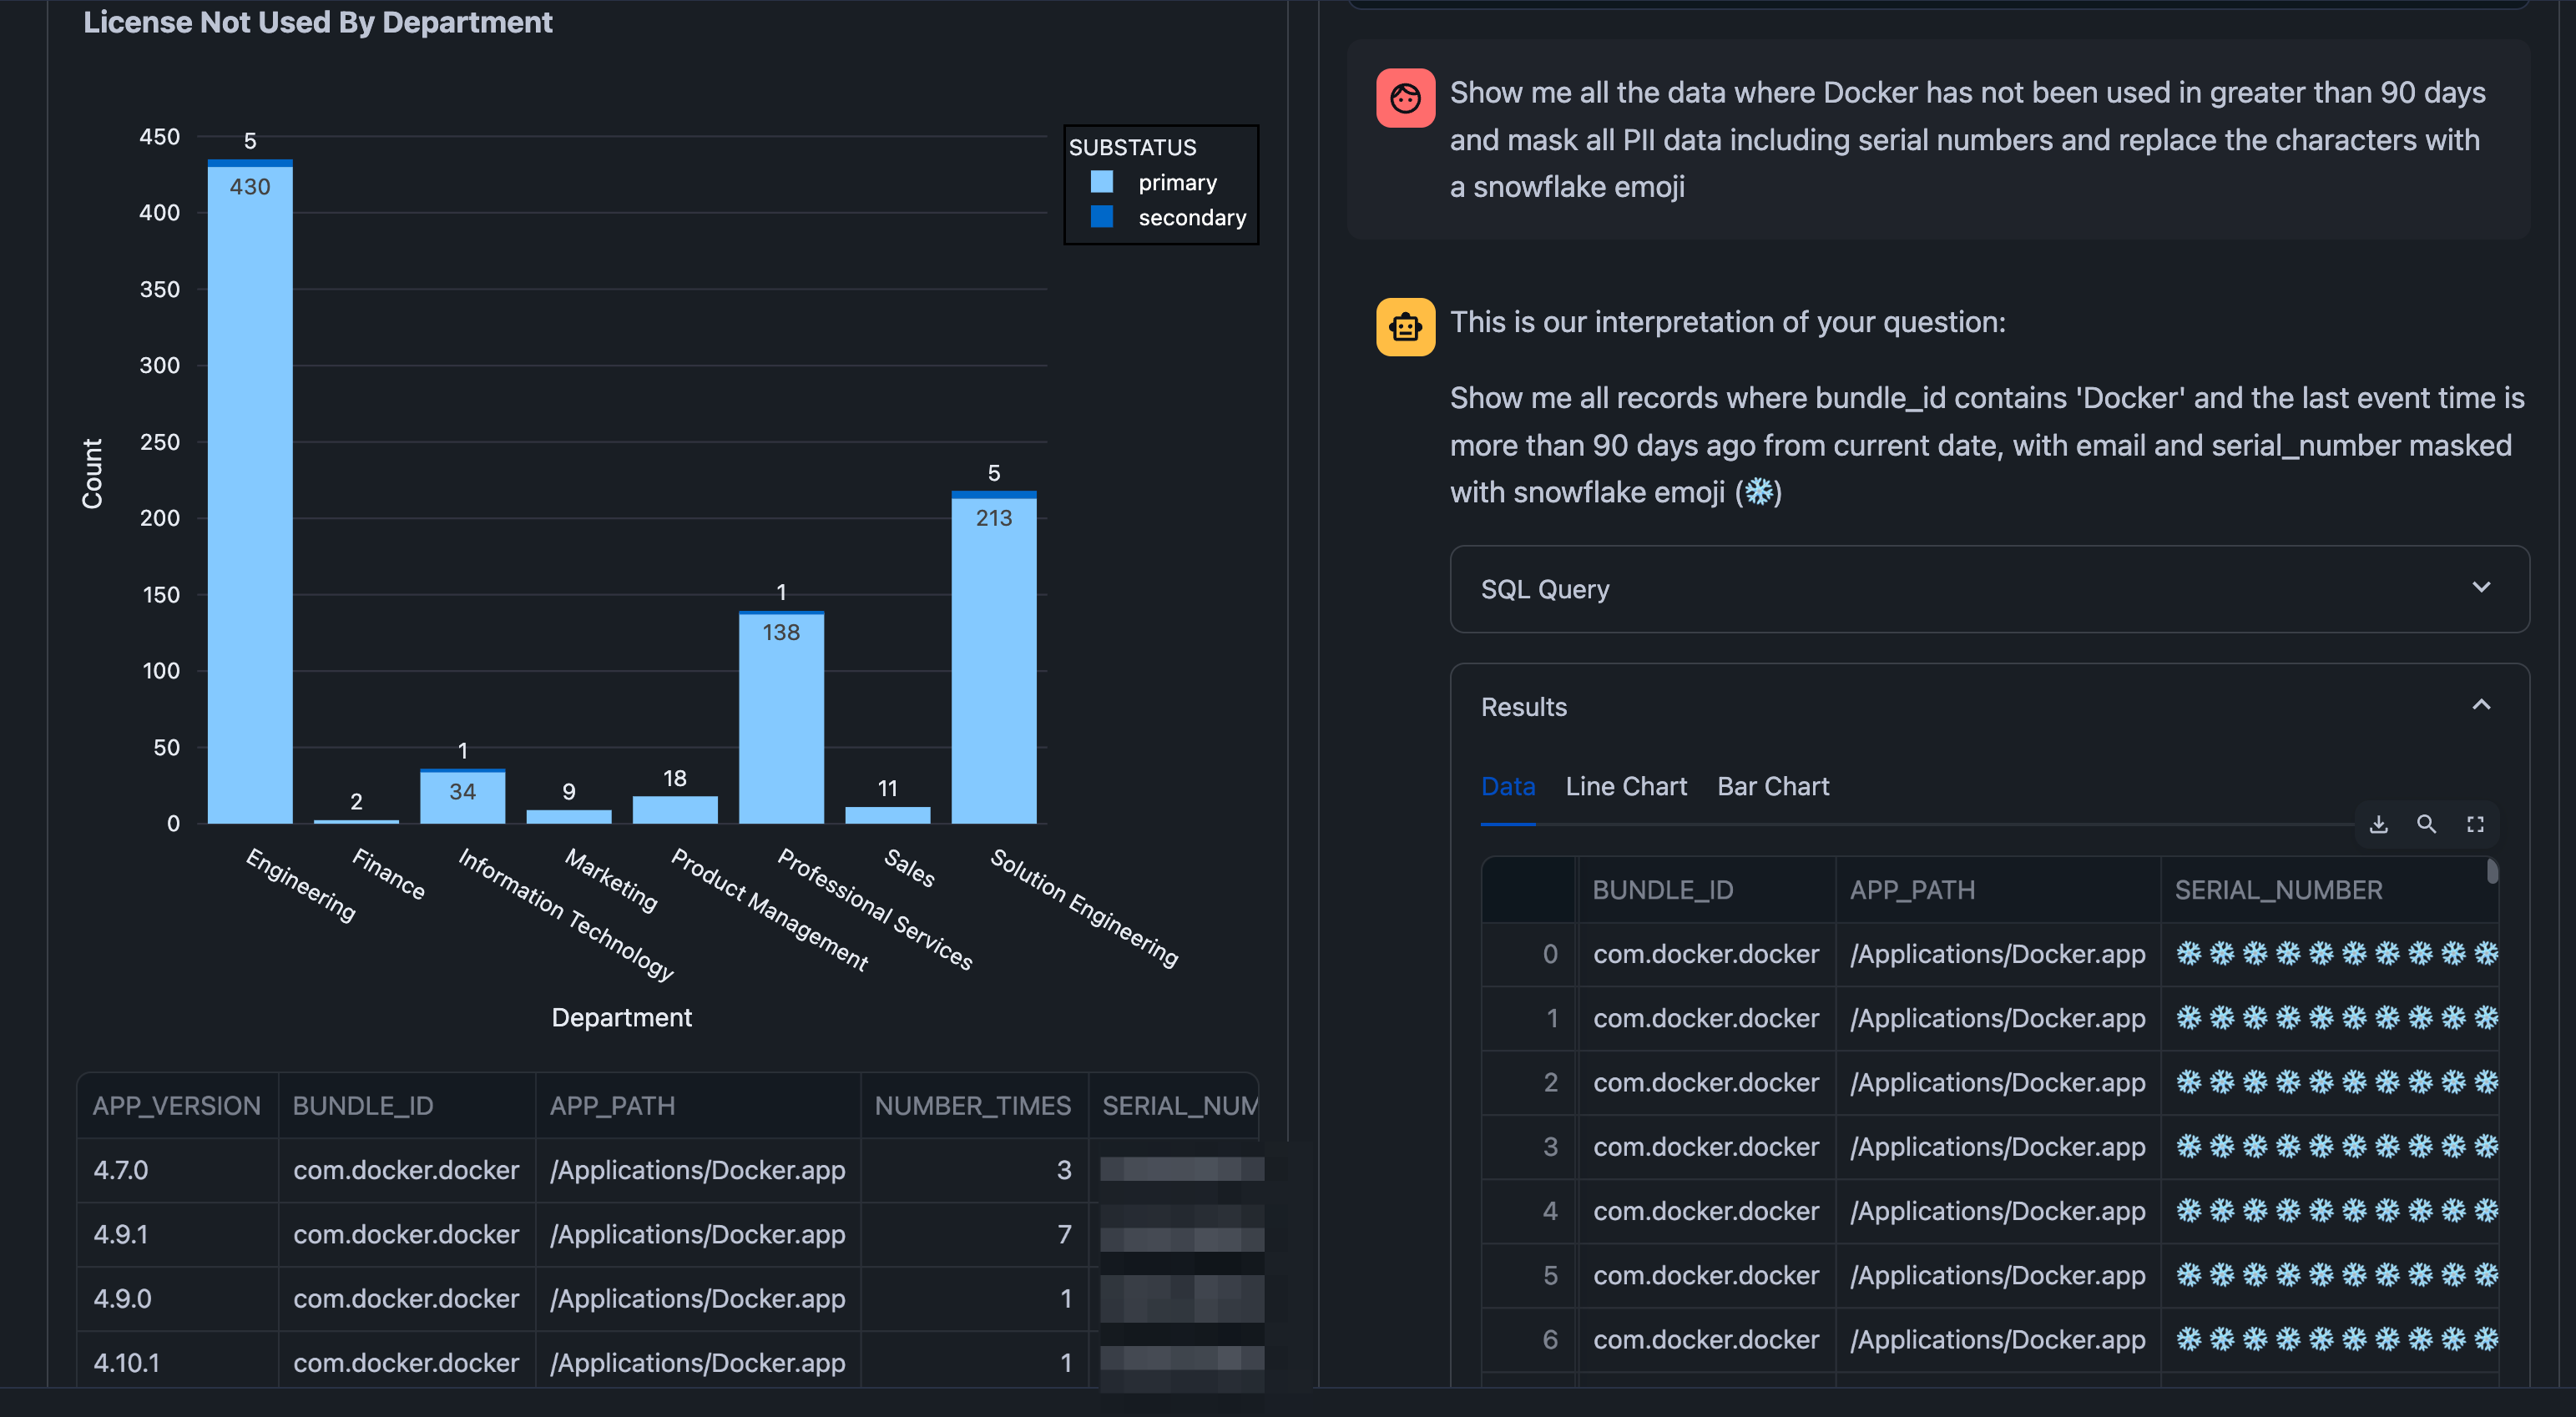 License Not Used By Department
450
400
350
300
250
200
150
100
50
0
Count
5
430
2
1
34
9
18
1
138
11
5
213
SUBSTATUS
primary
secondary
Engineering
Finance
Information Technology
Marketing
Product Management
Professional Services
Sales
Solution Engineering
Department
APP_VERSION BUNDLE_ID APP_PATH NUMBER_TIMES SERIAL_NUM
4.7.0 com.docker.docker /Applications/Docker.app 3
4.9.1 com.docker.docker /Applications/Docker.app 7
4.9.0 com.docker.docker /Applications/Docker.app 1
4.10.1 com.docker.docker /Applications/Docker.app 1
Show me all the data where Docker has not been used in greater than 90 days
and mask all PII data including serial numbers and replace the characters with
a snowflake emoji
This is our interpretation of your question:
Show me all records where bundle_id contains 'Docker' and the last event time is
more than 90 days ago from current date, with email and serial_number masked
with snowflake emoji (❄️)
SQL Query
Results
Data Line Chart Bar Chart
BUNDLE_ID APP_PATH SERIAL_NUMBER
0 com.docker.docker /Applications/Docker.app ❄️❄️❄️❄️❄️❄️❄️❄️❄️❄️
1 com.docker.docker /Applications/Docker.app ❄️❄️❄️❄️❄️❄️❄️❄️❄️❄️
2 com.docker.docker /Applications/Docker.app ❄️❄️❄️❄️❄️❄️❄️❄️❄️❄️
3 com.docker.docker /Applications/Docker.app ❄️❄️❄️❄️❄️❄️❄️❄️❄️❄️
4 com.docker.docker /Applications/Docker.app ❄️❄️❄️❄️❄️❄️❄️❄️❄️❄️
5 com.docker.docker /Applications/Docker.app ❄️❄️❄️❄️❄️❄️❄️❄️❄️❄️
6 com.docker.docker /Applications/Docker.app ❄️❄️❄️❄️❄️❄️❄️❄️❄️❄️